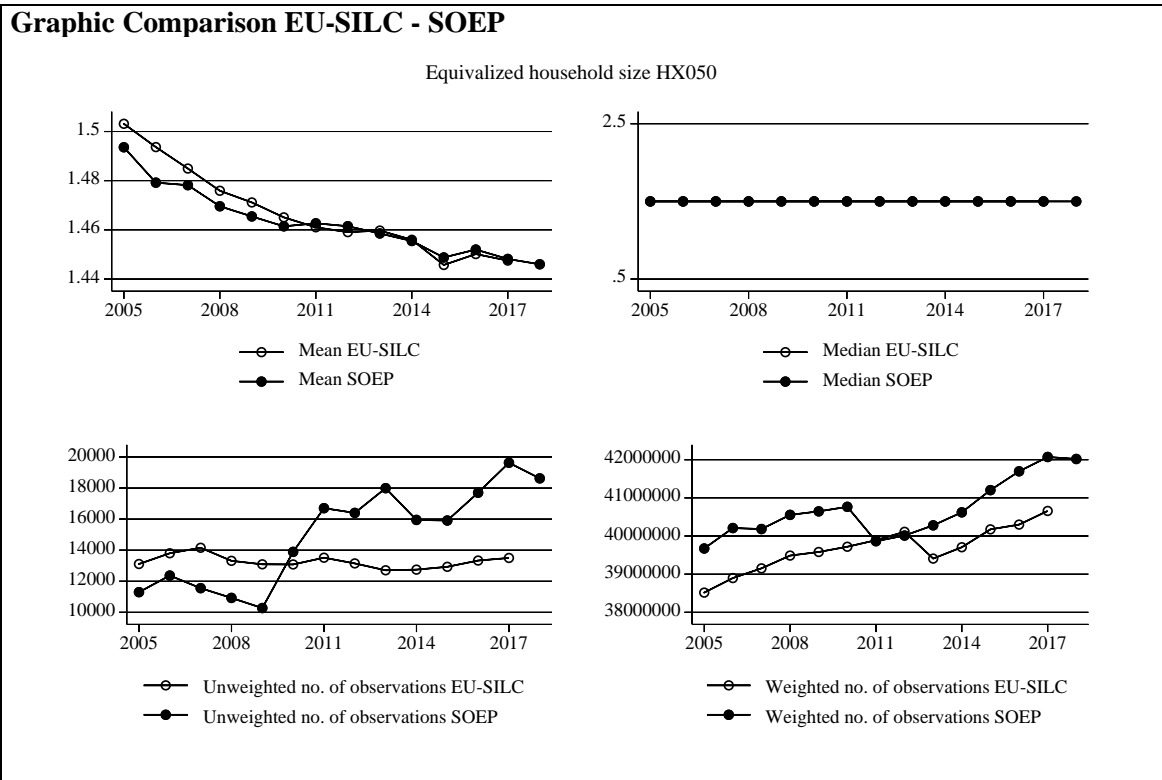 Graphic Comparison EU-SILC - SOEP
Equivalized household size HX050
1.5
1.48
1.46
1.44
2005 2008 2011 2014 2017
Mean EU-SILC
Mean SOEP
2.5
.5
2005 2008 2011 2014 2017
Median EU-SILC
Median SOEP
20000
18000
16000
14000
12000
10000
2005 2008 2011 2014 2017
Unweighted no. of observations EU-SILC
Unweighted no. of observations SOEP
42000000
41000000
40000000
39000000
38000000
2005 2008 2011 2014 2017
Weighted no. of observations EU-SILC
Weighted no. of observations SOEP